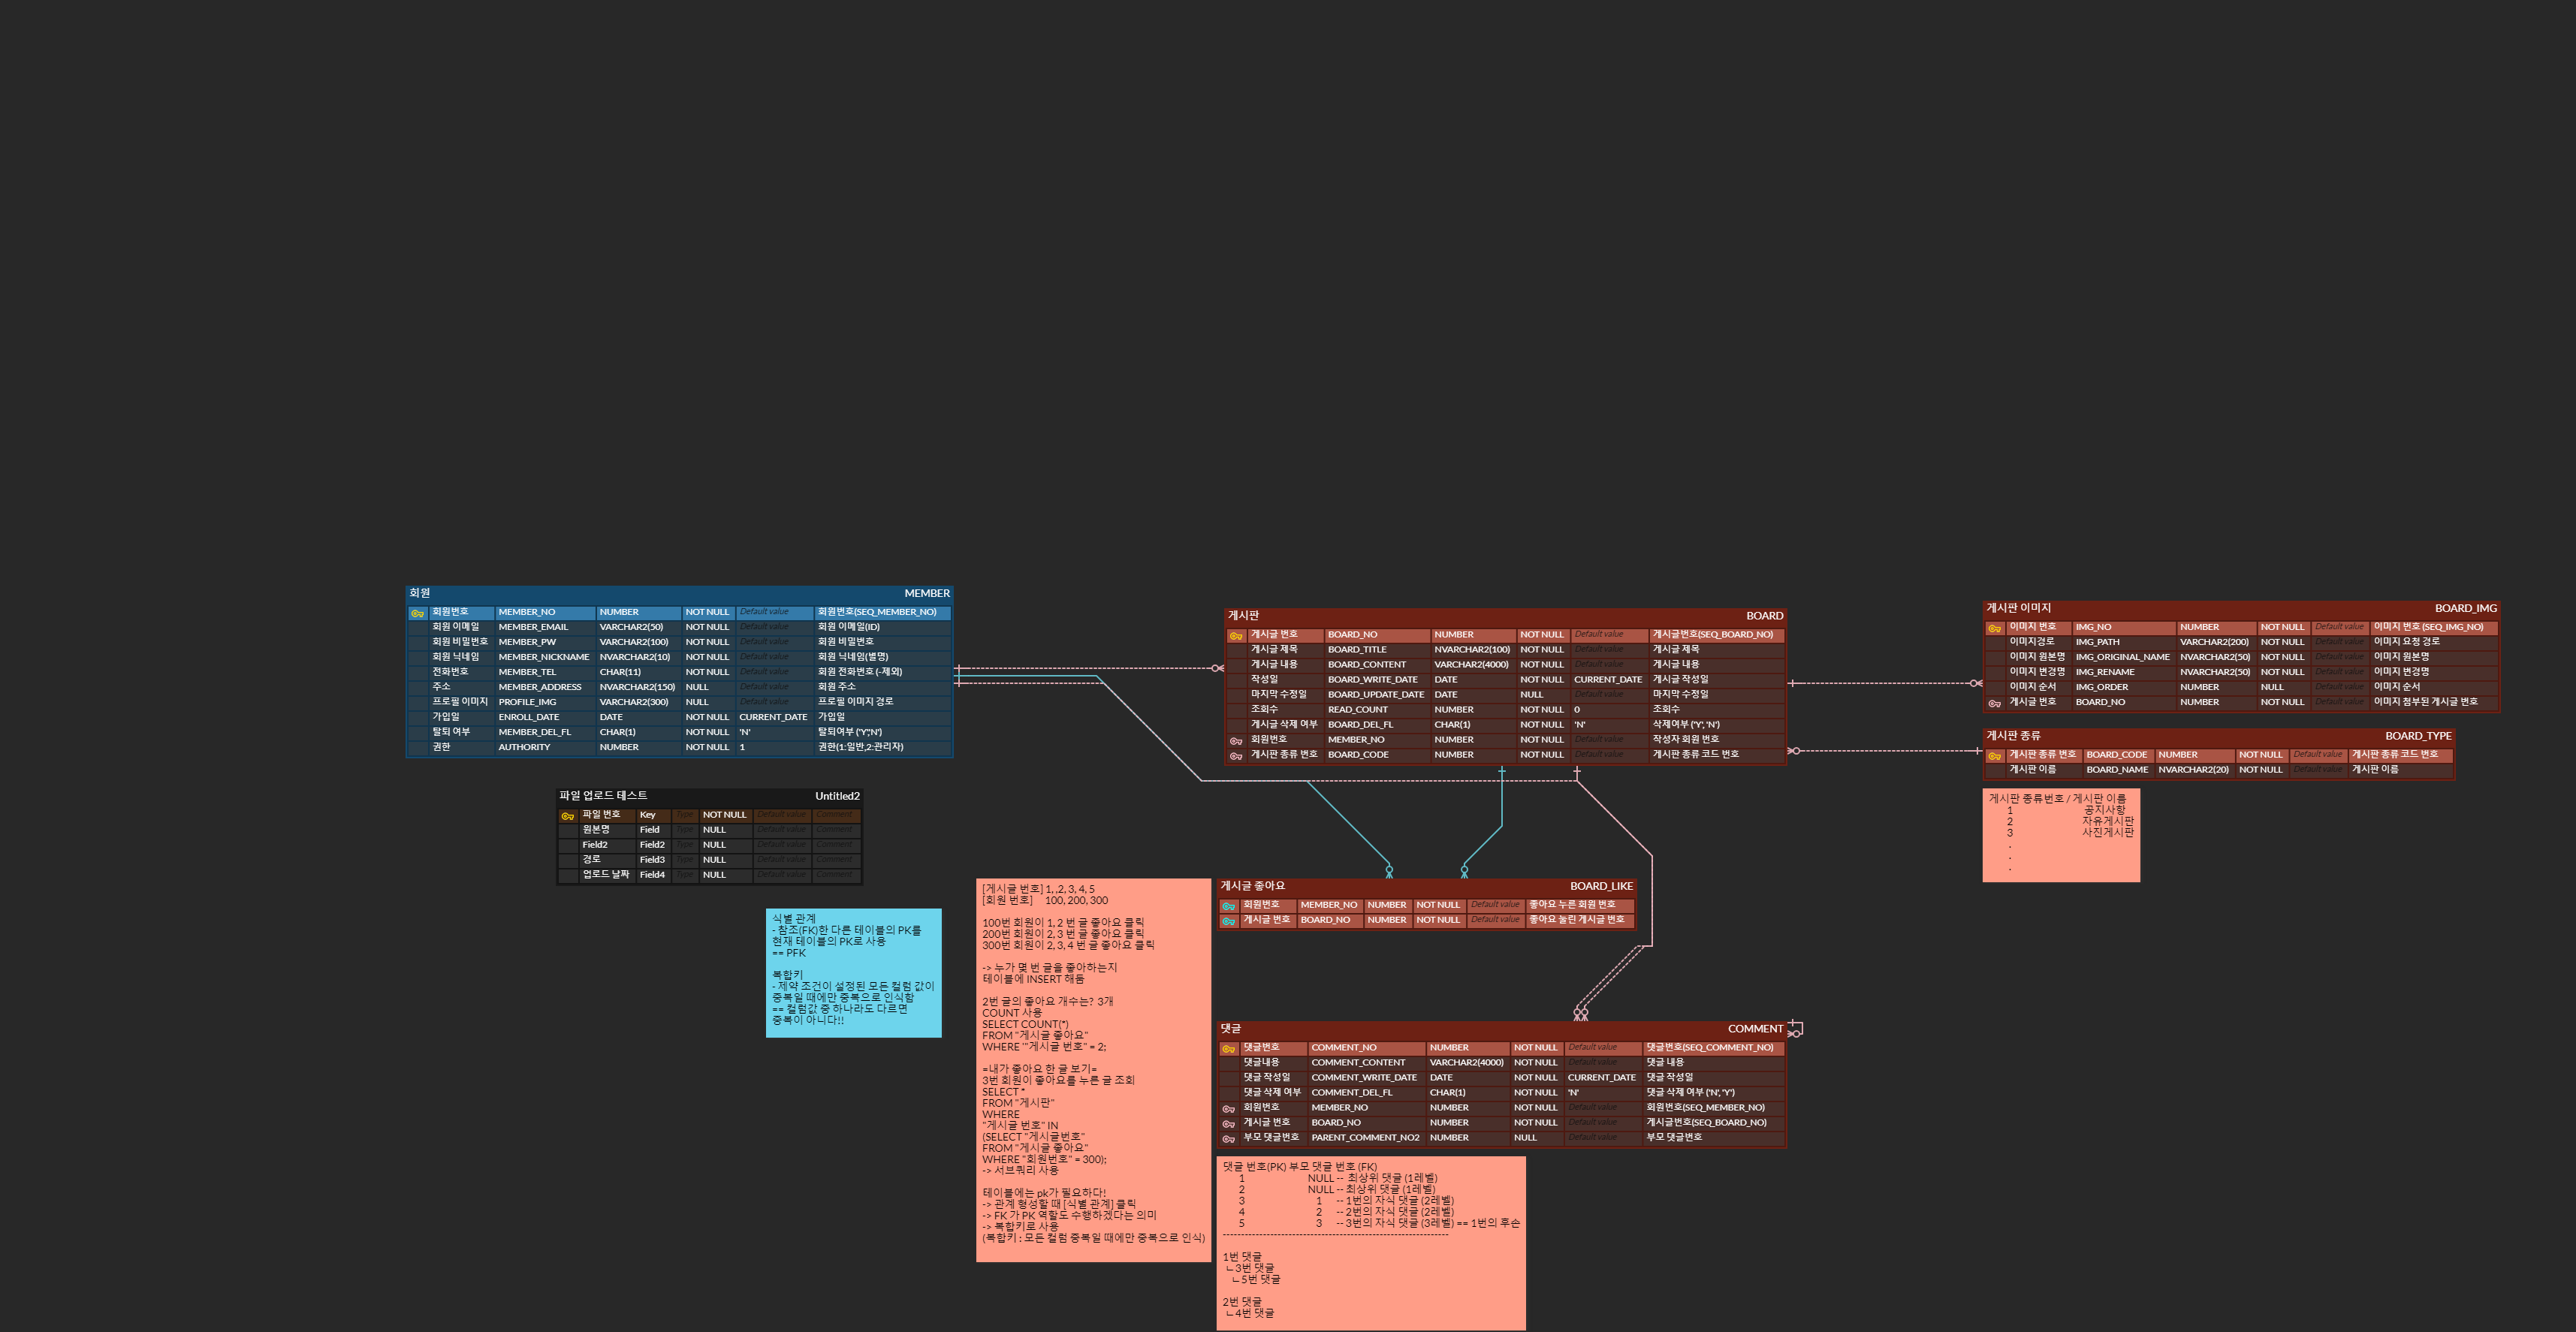 회원 MEMBER
회원번호 MEMBER_NO NUMBER NOT NULL Default value 회원번호(SEQ_MEMBER_NO)
회원 이메일 MEMBER_EMAIL VARCHAR2(50) NOT NULL Default value 회원 이메일(ID)
회원 비밀번호 MEMBER_PW VARCHAR2(100) NOT NULL Default value 회원 비밀번호
회원 닉네임 MEMBER_NICKNAME NVARCHAR2(10) NOT NULL Default value 회원 닉네임(별명)
전화번호 MEMBER_TEL CHAR(11) NOT NULL Default value 회원 전화번호 (-제외)
주소 MEMBER_ADDRESS NVARCHAR2(150) NULL Default value 회원 주소
프로필 이미지 PROFILE_IMG VARCHAR2(300) NULL Default value 프로필 이미지 경로
가입일 ENROLL_DATE DATE NOT NULL CURRENT_DATE 가입일
탈퇴 여부 MEMBER_DEL_FL CHAR(1) NOT NULL 'N' 탈퇴여부 ('Y','N')
권한 AUTHORITY NUMBER NOT NULL 1 권한(1:일반,2:관리자)
파일 업로드 테스트 Untitled2
파일 번호 Key Type NOT NULL Default value Comment
원본명 Field Type NULL Default value Comment
Field2 Field2 Type NULL Default value Comment
경로 Field3 Type NULL Default value Comment
업로드 날짜 Field4 Type NULL Default value Comment
식별 관계
- 참조(FK)한 다른 테이블의 PK를
현재 테이블의 PK로 사용
== PFK
복합키
- 제약 조건이 설정된 모든 컬럼 값이
중복일 때에만 중복으로 인식함
== 컬럼값 중 하나라도 다르면
중복이 아니다!!
[게시글 번호] 1, ,2, 3, 4, 5
[회원 번호] 100, 200, 300
100번 회원이 1, 2 번 글 좋아요 클릭
200번 회원이 2, 3 번 글 좋아요 클릭
300번 회원이 2, 3, 4 번 글 좋아요 클릭
-> 누가 몇 번 글을 좋아하는지
테이블에 INSERT 해둠
2번 글의 좋아요 개수는? 3개
COUNT 사용
SELECT COUNT(*)
FROM "게시글 좋아요"
WHERE '"게시글 번호" = 2;
=내가 좋아요 한 글 보기=
3번 회원이 좋아요를 누른 글 조회
SELECT *
FROM "게시판"
WHERE
"게시글 번호" IN
(SELECT "게시글번호"
FROM "게시글 좋아요"
WHERE "회원번호" = 300);
-> 서브쿼리 사용
테이블에는 pk가 필요하다!
-> 관계 형성할 때 [식별 관계] 클릭
-> FK 가 PK 역할도 수행하겠다는 의미
-> 복합키로 사용
(복합키 : 모든 컬럼 중복일 때에만 중복으로 인식)
게시판 BOARD
게시글 번호 BOARD_NO NUMBER NOT NULL Default value 게시글번호(SEQ_BOARD_NO)
게시글 제목 BOARD_TITLE NVARCHAR2(100) NOT NULL Default value 게시글 제목
게시글 내용 BOARD_CONTENT VARCHAR2(4000) NOT NULL Default value 게시글 내용
작성일 BOARD_WRITE_DATE DATE NOT NULL CURRENT_DATE 게시글 작성일
마지막 수정일 BOARD_UPDATE_DATE DATE NULL Default value 마지막 수정일
조회수 READ_COUNT NUMBER NOT NULL 0 조회수
게시글 삭제 여부 BOARD_DEL_FL CHAR(1) NOT NULL 'N' 삭제여부 ('Y', 'N')
회원번호 MEMBER_NO NUMBER NOT NULL Default value 작성자 회원 번호
게시판 종류 번호 BOARD_CODE NUMBER NOT NULL Default value 게시판 종류 코드 번호
게시글 좋아요 BOARD_LIKE
회원번호 MEMBER_NO NUMBER NOT NULL Default value 좋아요 누른 회원 번호
게시글 번호 BOARD_NO NUMBER NOT NULL Default value 좋아요 눌린 게시글 번호
댓글 COMMENT
댓글번호 COMMENT_NO NUMBER NOT NULL Default value 댓글번호(SEQ_COMMENT_NO)
댓글내용 COMMENT_CONTENT VARCHAR2(4000) NOT NULL Default value 댓글 내용
댓글 작성일 COMMENT_WRITE_DATE DATE NOT NULL CURRENT_DATE 댓글 작성일
댓글 삭제 여부 COMMENT_DEL_FL CHAR(1) NOT NULL 'N' 댓글 삭제 여부 ('N', 'Y')
회원번호 MEMBER_NO NUMBER NOT NULL Default value 회원번호(SEQ_MEMBER_NO)
게시글 번호 BOARD_NO NUMBER NOT NULL Default value 게시글번호(SEQ_BOARD_NO)
부모 댓글번호 PARENT_COMMENT_NO2 NUMBER NULL Default value 부모 댓글번호
댓글 번호(PK) 부모 댓글 번호 (FK)
1 NULL -- 최상위 댓글 (1레벨)
2 NULL -- 최상위 댓글 (1레벨)
3 1 -- 1번의 자식 댓글 (2레벨)
4 2 -- 2번의 자식 댓글 (2레벨)
5 3 -- 3번의 자식 댓글 (3레벨) == 1번의 후손
--------------------------------------------------------------
1번 댓글
ㄴ3번 댓글
ㄴ5번 댓글
2번 댓글
ㄴ4번 댓글
게시판 이미지 BOARD_IMG
이미지 번호 IMG_NO NUMBER NOT NULL Default value 이미지 번호 (SEQ_IMG_NO)
이미지경로 IMG_PATH VARCHAR2(200) NOT NULL Default value 이미지 요청 경로
이미지 원본명 IMG_ORIGINAL_NAME NVARCHAR2(50) NOT NULL Default value 이미지 원본명
이미지 변경명 IMG_RENAME NVARCHAR2(50) NOT NULL Default value 이미지 변경명
이미지 순서 IMG_ORDER NUMBER NULL Default value 이미지 순서
게시글 번호 BOARD_NO NUMBER NOT NULL Default value 이미지 첨부된 게시글 번호
게시판 종류 BOARD_TYPE
게시판 종류 번호 BOARD_CODE NUMBER NOT NULL Default value 게시판 종류 코드 번호
게시판 이름 BOARD_NAME NVARCHAR2(20) NOT NULL Default value 게시판 이름
게시판 종류번호 / 게시판 이름
1 공지사항
2 자유게시판
3 사진게시판
.
.
.